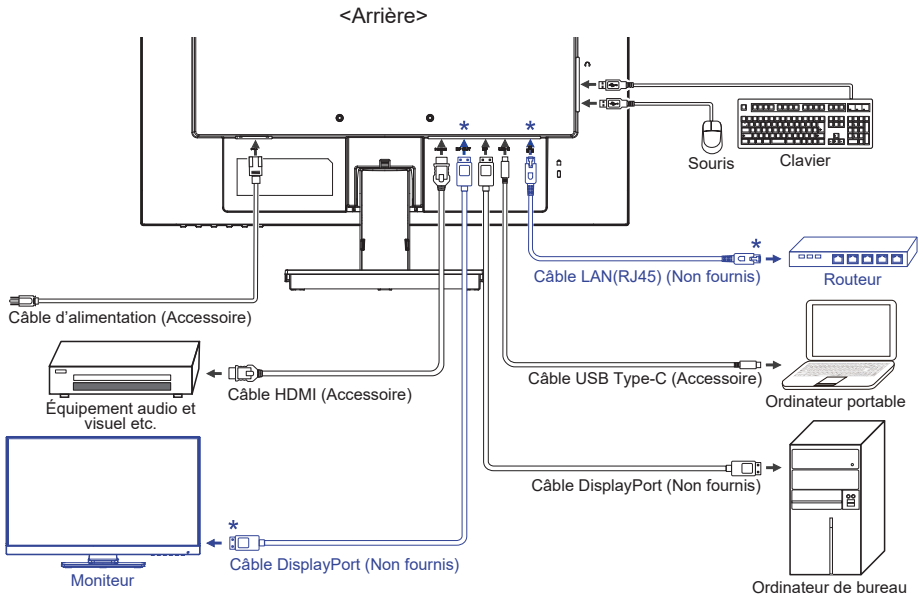 <Arrière>
Souris
Clavier
*
*
*
Câble LAN(RJ45) (Non fournis)
Routeur
Câble d'alimentation (Accessoire)
Câble HDMI (Accessoire)
Équipement audio et
visuel etc.
Câble USB Type-C (Accessoire)
Ordinateur portable
Câble DisplayPort (Non fournis)
*
Câble DisplayPort (Non fournis)
Moniteur
Ordinateur de bureau